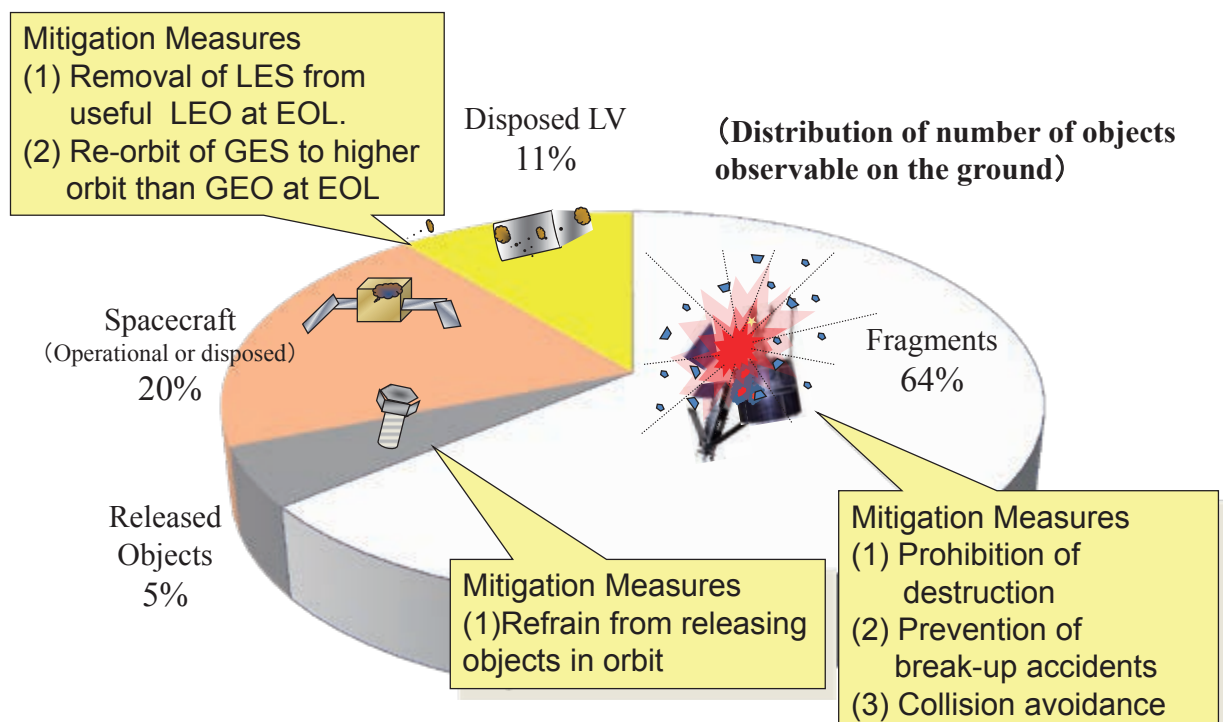 Mitigation Measures
(1) Removal of LES from
useful LEO at EOL.
(2) Re-orbit of GES to higher
orbit than GEO at EOL
Disposed LV
11%
（Distribution of number of objects
observable on the ground）
Spacecraft
（Operational or disposed）
20%
Fragments
64%
Released
Objects
5%
Mitigation Measures
(1)Refrain from releasing
objects in orbit
Mitigation Measures
(1) Prohibition of
destruction
(2) Prevention of
break-up accidents
(3) Collision avoidance